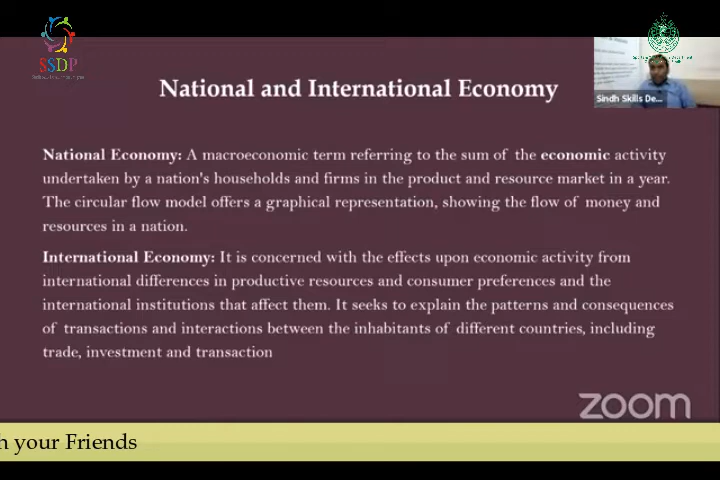 SSDP
National and International Economy
Sindh Skills De...
National Economy: A macroeconomic term referring to the sum of the economic activity
undertaken by a nation's households and firms in the product and resource market in a year.
The circular flow model offers a graphical representation, showing the flow of money and
resources in a nation.
International Economy: It is concerned with the effects upon economic activity from
international differences in productive resources and consumer preferences and the
international institutions that affect them. It seeks to explain the patterns and consequences
of transactions and interactions between the inhabitants of different countries, including
trade, investment and transaction
zoom
h your Friends